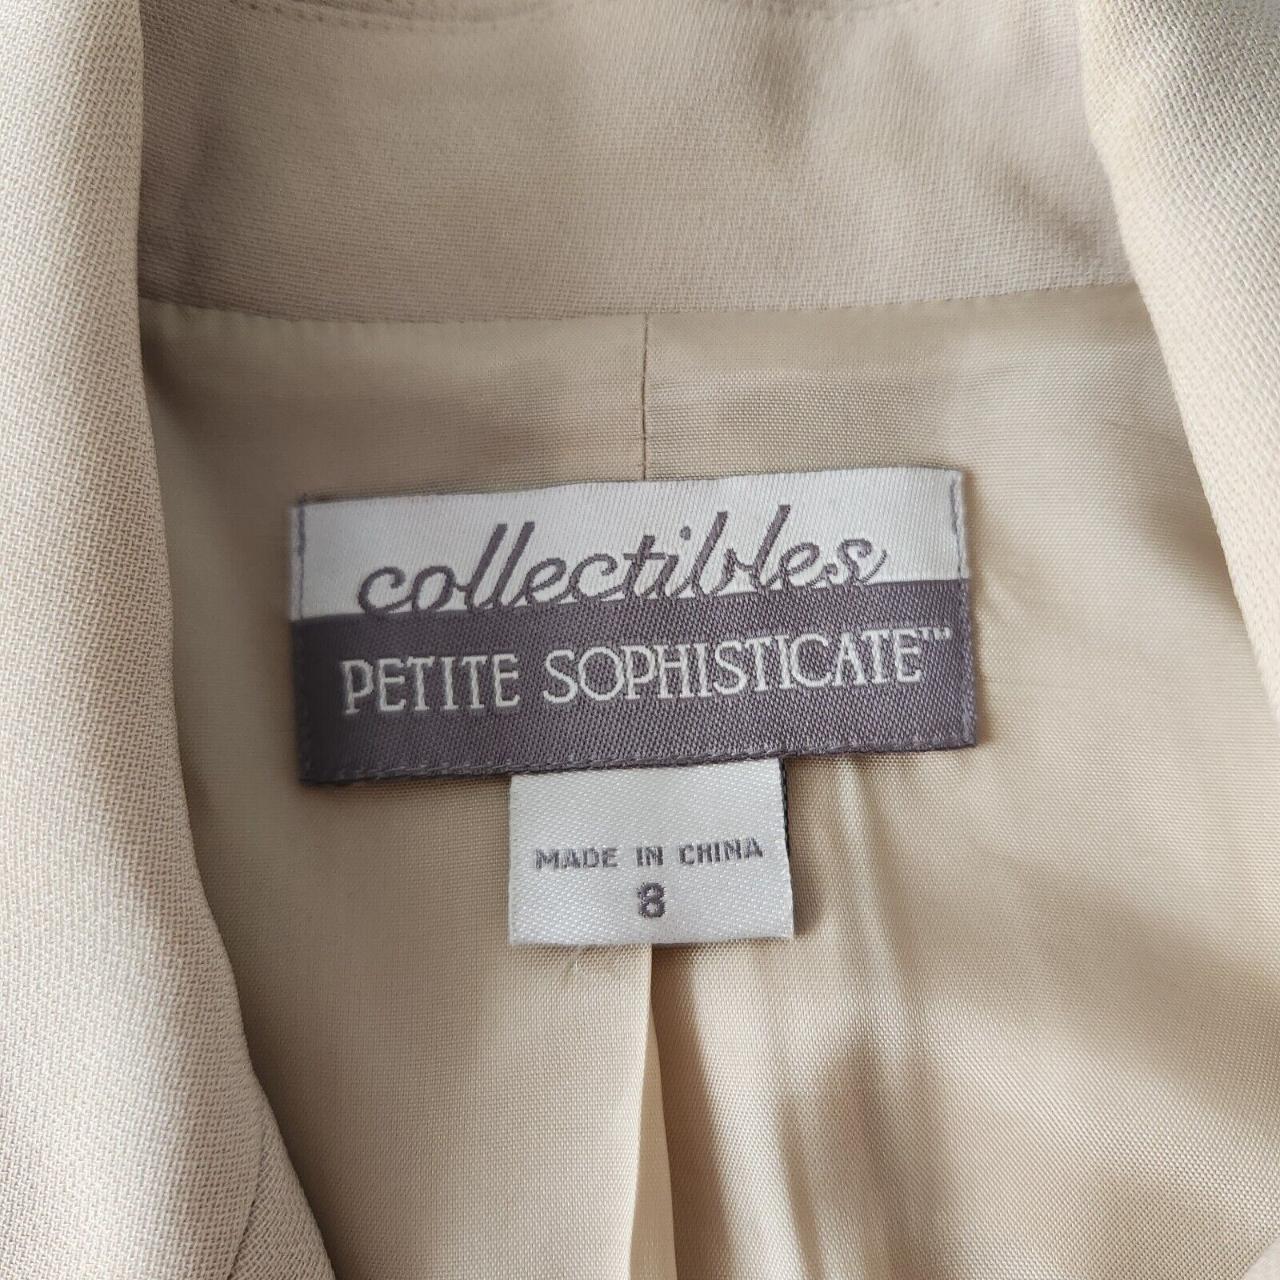 collectibles
PETITE SOPHISTICATE™
MADE IN CHINA
8